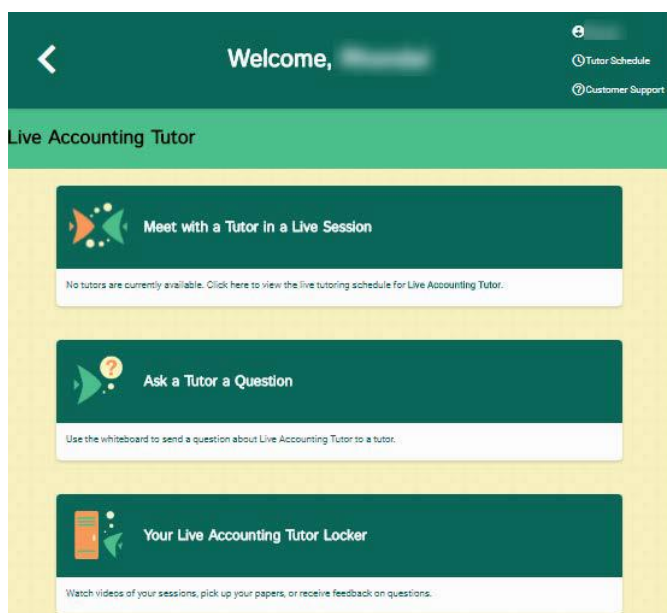 Welcome,
Tutor Schedule
Customer Support
Live Accounting Tutor
Meet with a Tutor in a Live Session
No tutors are currently available. Click here to view the live tutoring schedule for Live Accounting Tutor.
?
Ask a Tutor a Question
Use the whiteboard to send a question about Live Accounting Tutor to a tutor.
Your Live Accounting Tutor Locker
Watch videos of your sessions, pick up your papers, or receive feedback on questions.